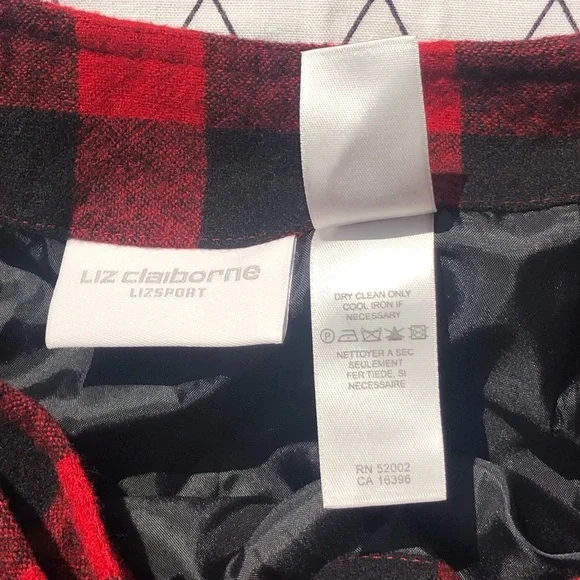 Liz claiborne
LIZSPORT
DRY CLEAN ONLY
COOL IRON IF
NECESSARY
P
NETTOYER A SEC
SEULEMENT
FER TIEDE, SI
NECESSAIRE
RN 52002
CA 16396